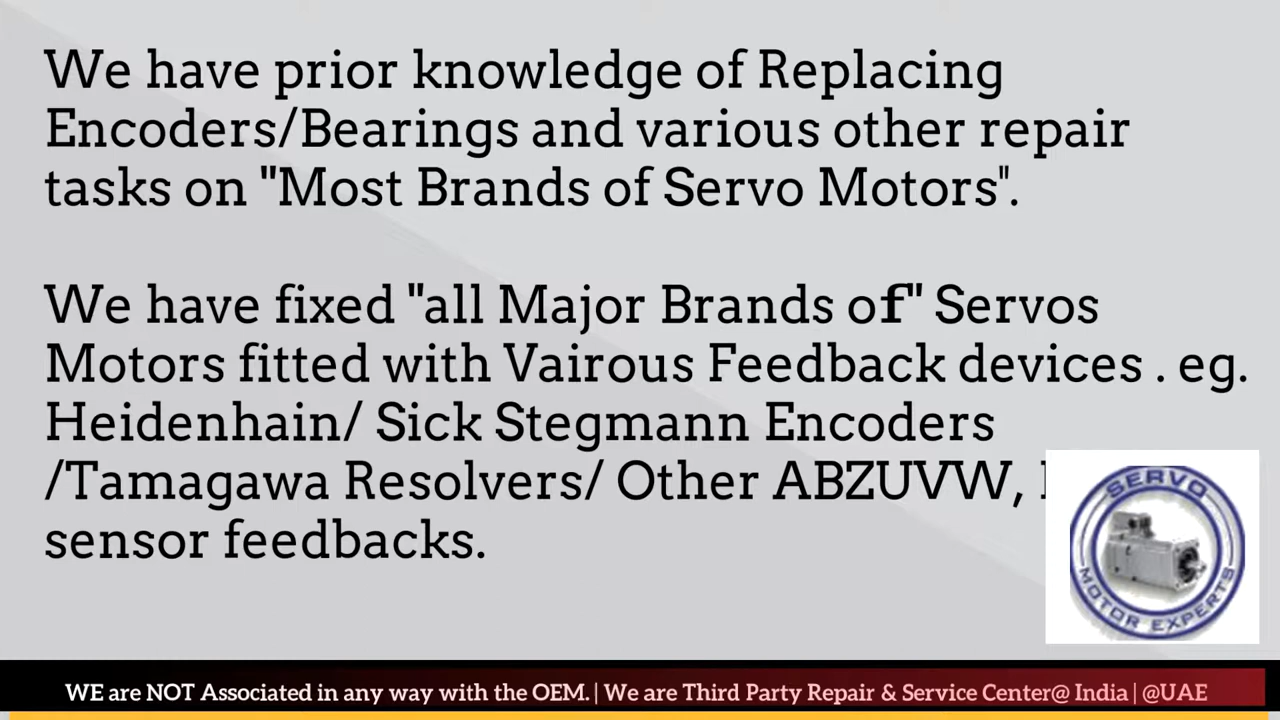 We have prior knowledge of Replacing
Encoders/Bearings and various other repair
tasks on "Most Brands of Servo Motors".
We have fixed "all Major Brands of" Servos
Motors fitted with Vairous Feedback devices . eg.
Heidenhain/ Sick Stegmann Encoders
/Tamagawa Resolvers/ Other ABZUVW,
sensor feedbacks.
SERVO
MOTOR EXPERTS
WE are NOT Associated in any way with the OEM. | We are Third Party Repair & Service Center@ India | @UAE